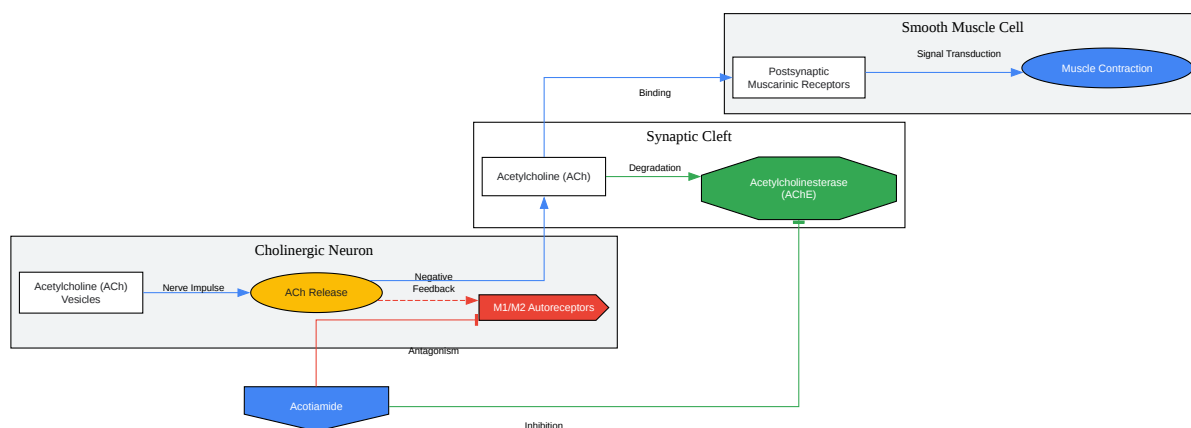 Smooth Muscle Cell
Postsynaptic
Muscarinic Receptors
Signal Transduction
Muscle Contraction
Binding
Synaptic Cleft
Acetylcholine (ACh)
Degradation
Acetylcholinesterase
(AChE)
Cholinergic Neuron
Acetylcholine (ACh)
Vesicles
Nerve Impulse
ACh Release
Negative
Feedback
M1/M2 Autoreceptors
Antagonism
Acotiamide
Inhibition